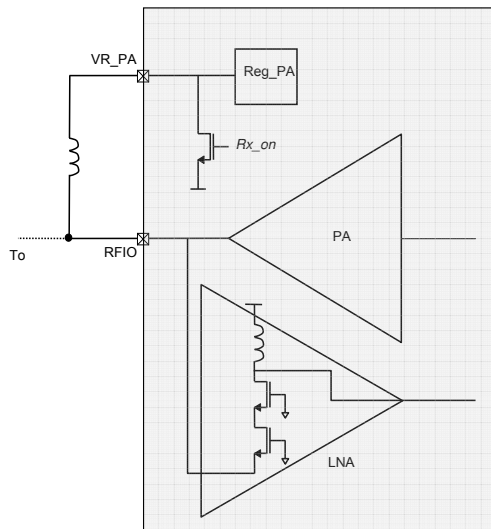 VR_PA
Reg_PA
Rx_on
To
RFIO
PA
LNA